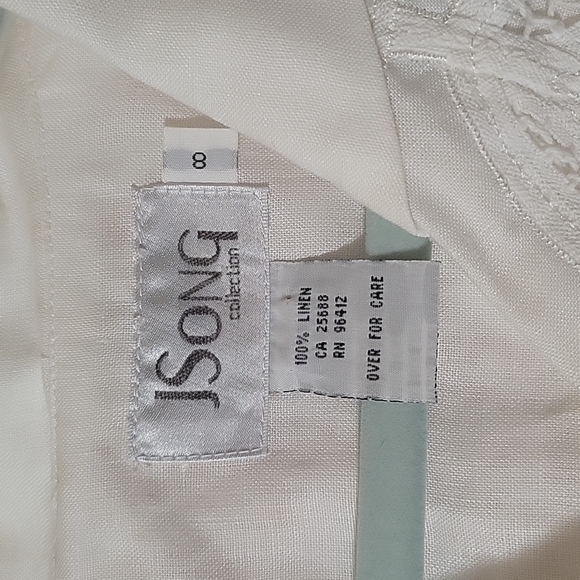 8
JSONG
collection
100% LINEN
CA 25688
RN 96412
OVER FOR CARE